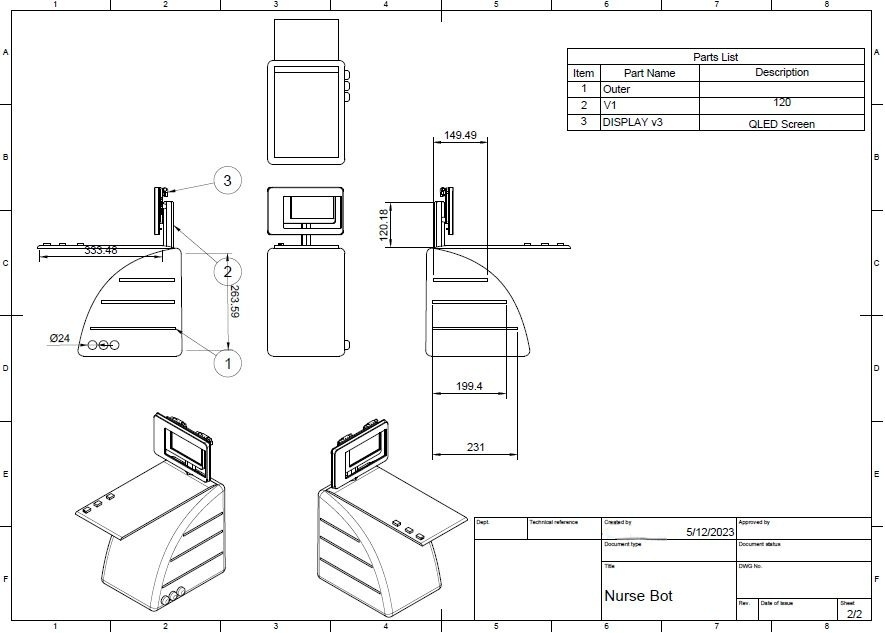 1 2 3 4 5 6 7 8
A A
B B
C C
D D
E E
F F
Parts List
Item Part Name Description
1 Outer
2 V1 120
3 DISPLAY v3 QLED Screen
149.49
3
120.18
333.48
2
263.59
Ø24
1
199.4
231
Dept. Technical reference Created by Approved by
5/12/2023
Document type Document status
Title DWG No.
Nurse Bot
Rev. Date of issue Sheet
2/2
1 2 3 4 5 6 7 8